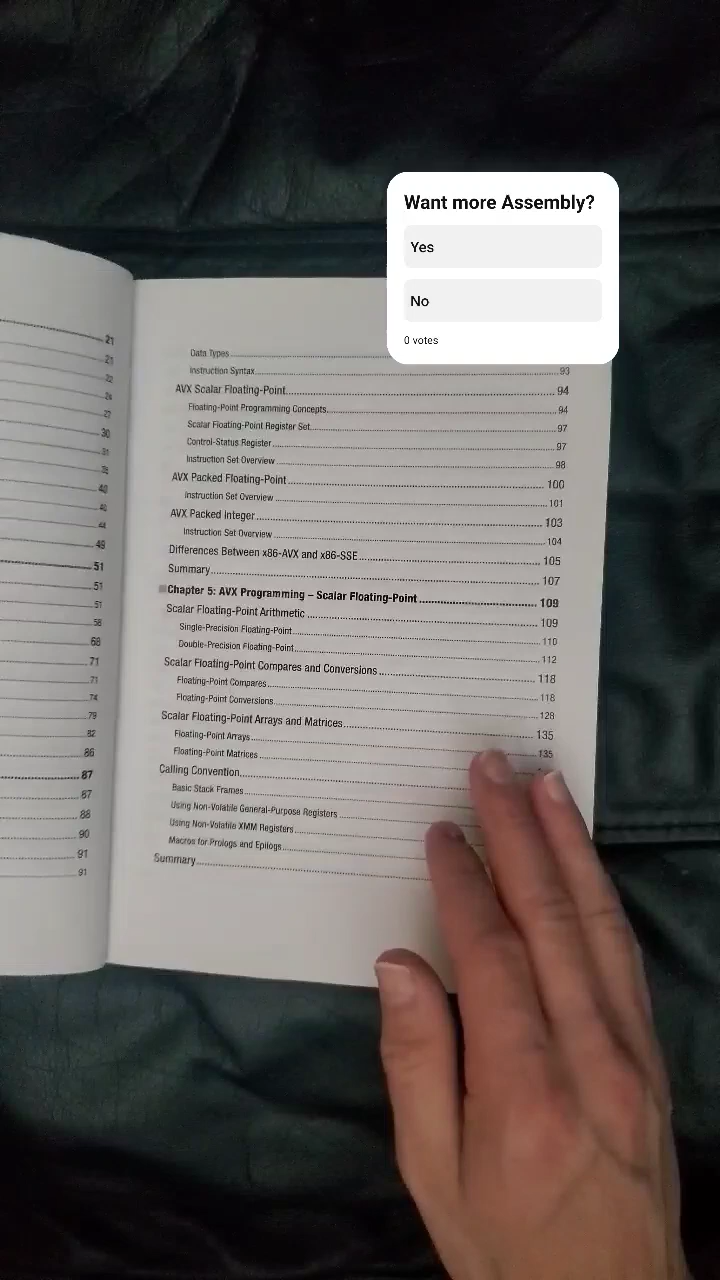 Want more Assembly?
Yes
No
0 votes
21
21
22
24
27
30
31
38
40
40
44
49
51
51
51
58
68
71
71
74
79
82
86
87
87
88
90
91
91
Data Types
Instruction Syntax 93
AVX Scalar Floating-Point 94
Floating-Point Programming Concepts 94
Scalar Floating-Point Register Set 97
Control-Status Register 97
Instruction Set Overview 98
AVX Packed Floating-Point 100
Instruction Set Overview 101
AVX Packed Integer 103
Instruction Set Overview 104
Differences Between x86-AVX and x86-SSE 105
Summary 107
Chapter 5: AVX Programming – Scalar Floating-Point 109
Scalar Floating-Point Arithmetic 109
Single-Precision Floating-Point 110
Double-Precision Floating-Point 112
Scalar Floating-Point Compares and Conversions 118
Floating-Point Compares 118
Floating-Point Conversions 128
Scalar Floating-Point Arrays and Matrices 135
Floating-Point Arrays 135
Floating-Point Matrices
Calling Convention
Basic Stack Frames
Using Non-Volatile General-Purpose Registers
Using Non-Volatile XMM Registers
Macros for Prologs and Epilogs
Summary